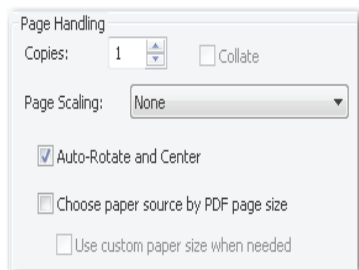 Page Handling
Copies: 1 Collate
Page Scaling: None
Auto-Rotate and Center
Choose paper source by PDF page size
Use custom paper size when needed